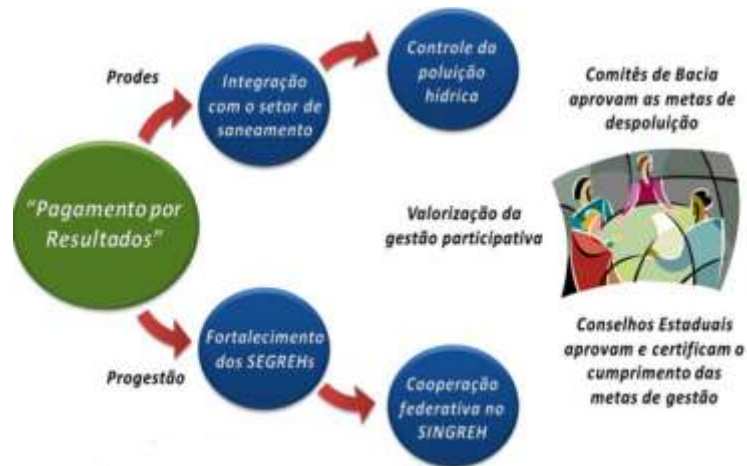 Prodes
Integração
com o setor de
saneamento
Controle da
poluição
hídrica
Comitês de Bacia
aprovam as metas de
despoluição
"Pagamento por
Resultados"
Valorização da
gestão participativa
Progestão
Fortalecimento
dos SEGREHs
Cooperação
federativa no
SINGREH
Conselhos Estaduais
aprovam e certificam o
cumprimento das
metas de gestão